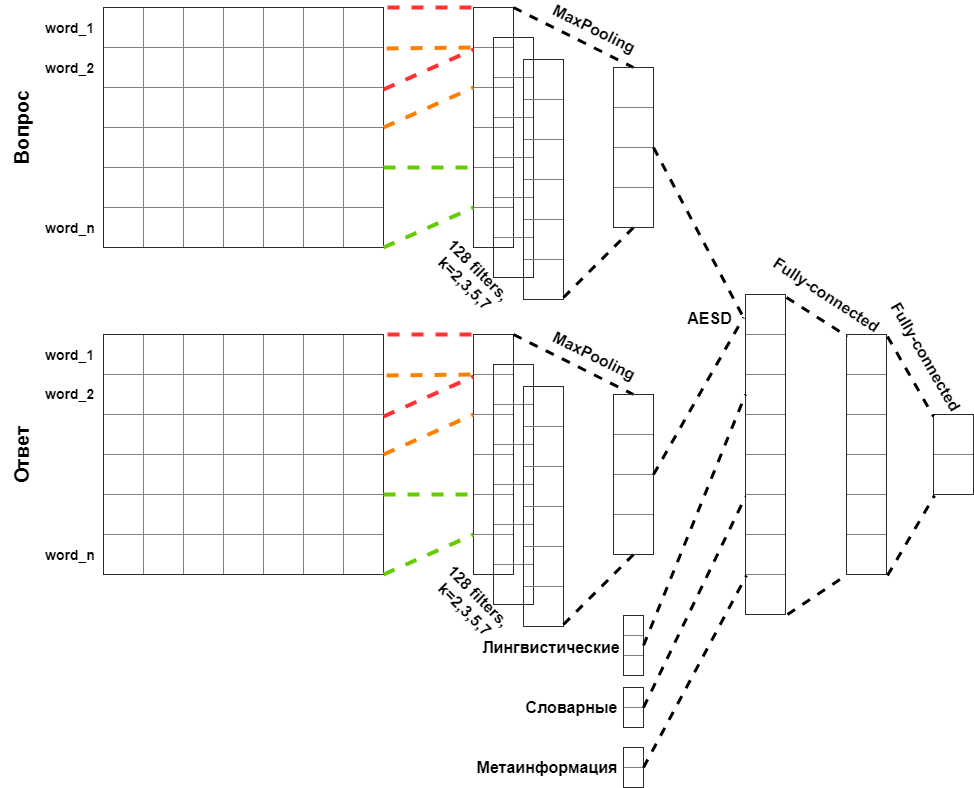 Вопрос
word_1
word_2
word_n
128 filters,
k=2,3,5,7
MaxPooling
Ответ
word_1
word_2
word_n
128 filters,
k=2,3,5,7
MaxPooling
AESD
Fully-connected
Fully-connected
Лингвистические
Словарные
Метаинформация